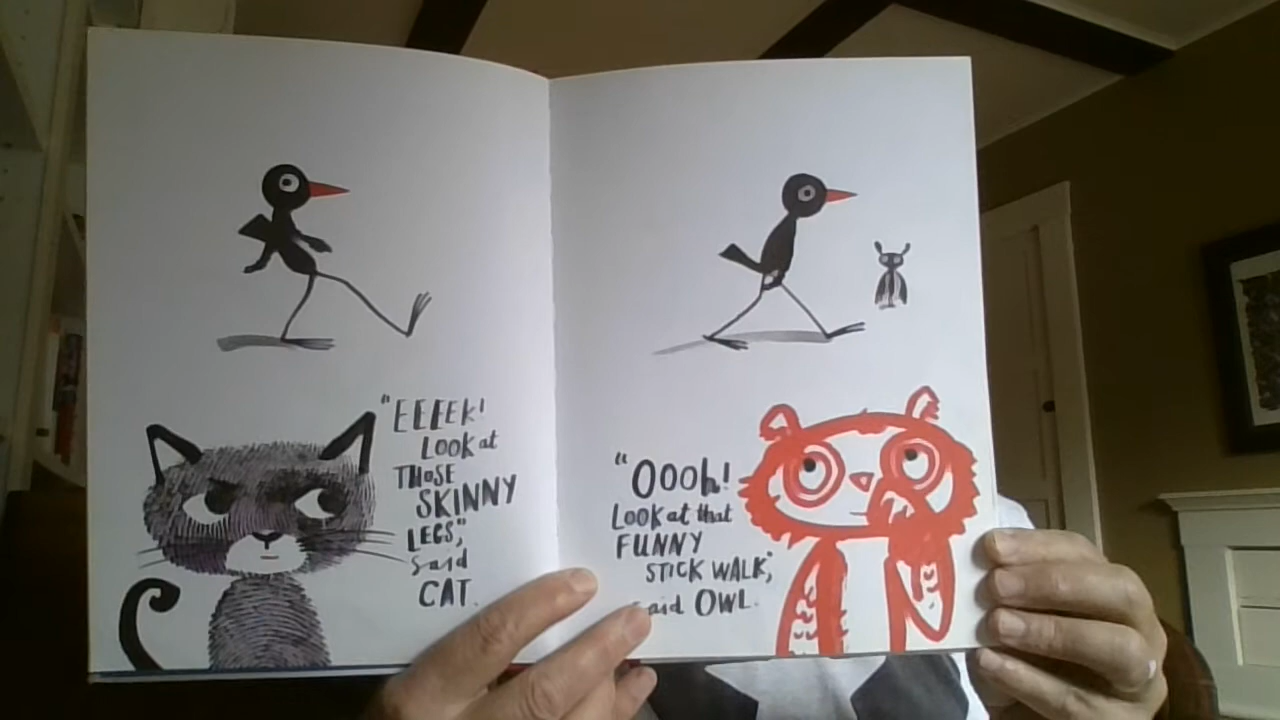 "EEEEK!
LOOK at
THOSE
SKINNY
LEGS,"
said
CAT.
"OOOh!
LOOK at that
FUNNY
STICK WALK,"
said OWL.